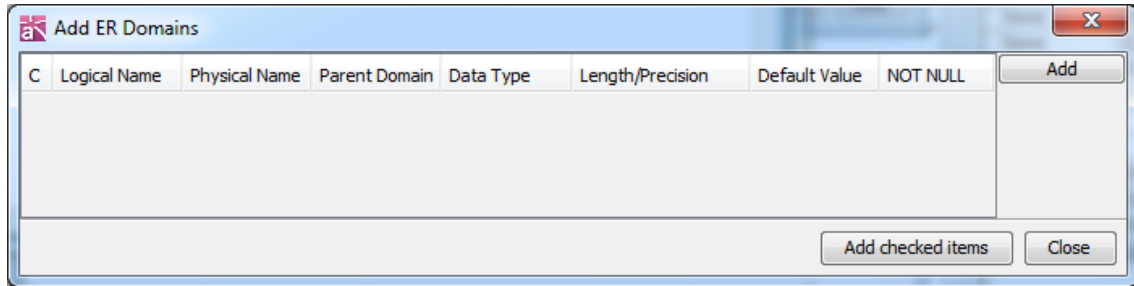 Add ER Domains
C Logical Name Physical Name Parent Domain Data Type Length/Precision Default Value NOT NULL Add
Add checked items Close